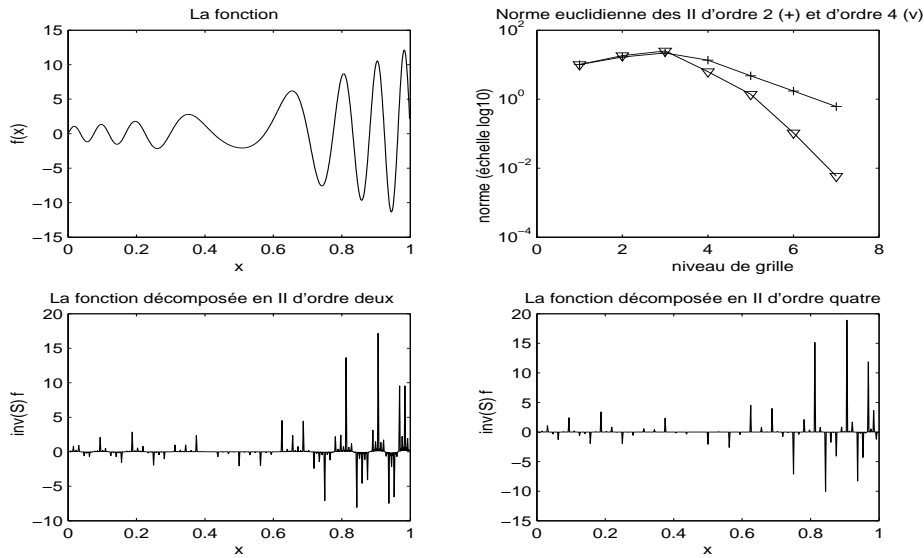 La fonction
15
10
5
0
−5
−10
−15
0 0.2 0.4 0.6 0.8 1
x
f(x)
Norme euclidienne des II d'ordre 2 (+) et d'ordre 4 (v)
10^2
10^0
10^−2
10^−4
0 2 4 6 8
niveau de grille
norme (échelle log10)
La fonction décomposée en II d'ordre deux
20
15
10
5
0
−5
−10
0 0.2 0.4 0.6 0.8 1
x
inv(S) f
La fonction décomposée en II d'ordre quatre
20
15
10
5
0
−5
−10
−15
0 0.2 0.4 0.6 0.8 1
x
inv(S) f